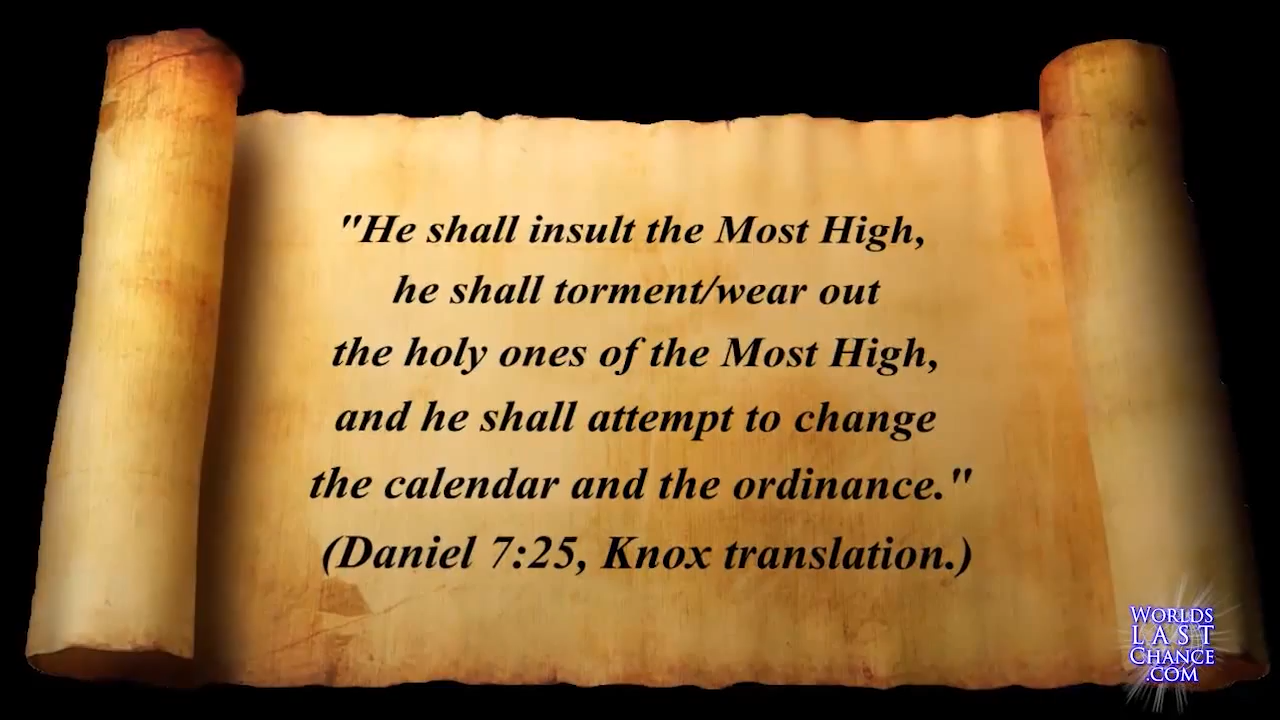 "He shall insult the Most High,
he shall torment/wear out
the holy ones of the Most High,
and he shall attempt to change
the calendar and the ordinance."
(Daniel 7:25, Knox translation.)
WORLDS
LAST
CHANCE
.COM